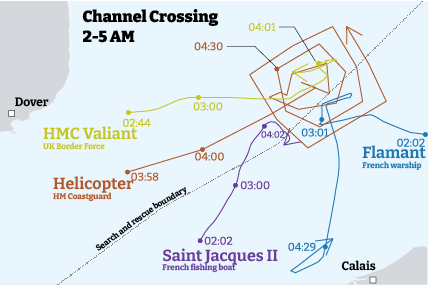 Channel Crossing
2-5 AM
04:01
04:30
Dover
02:44
03:00
HMC Valiant
UK Border Force
03:01
04:02
02:02
Flamant
French warship
04:00
03:58
Helicopter
HM Coastguard
03:00
Search and rescue boundary
02:02
Saint Jacques II
French fishing boat
04:29
Calais